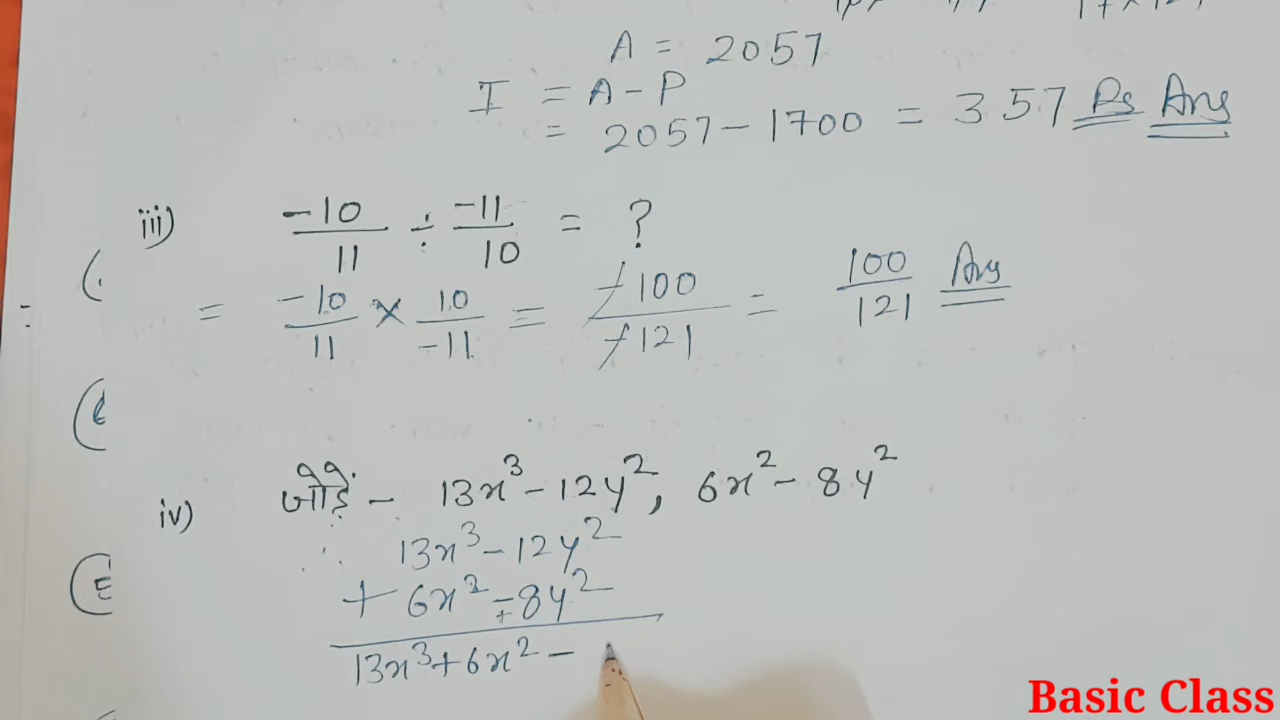 A = 2057
I = A - P
= 2057 - 1700 = 357 Rs Ans
iii) -10/11 ÷ -11/10 = ?
= -10/11 × 10/-11 = -100/-121 = 100/121 Ans
iv) जोड़ें - 13x³ - 12y², 6x² - 8y²
13x³ - 12y²
+ 6x² - 8y²
+
13x³ + 6x² -
Basic Class